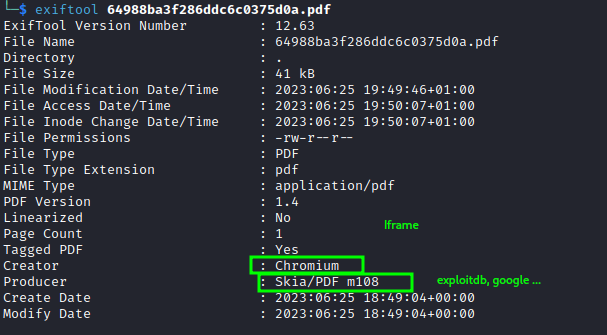 └─$ exiftool 64988ba3f286ddc6c0375d0a.pdf
ExifTool Version Number : 12.63
File Name : 64988ba3f286ddc6c0375d0a.pdf
Directory : .
File Size : 41 kB
File Modification Date/Time : 2023:06:25 19:49:46+01:00
File Access Date/Time : 2023:06:25 19:50:07+01:00
File Inode Change Date/Time : 2023:06:25 19:50:07+01:00
File Permissions : -rw-r--r--
File Type : PDF
File Type Extension : pdf
MIME Type : application/pdf
PDF Version : 1.4
Linearized : No
Iframe
Page Count : 1
Tagged PDF : Yes
Creator : Chromium
Producer : Skia/PDF m108
exploitdb, google ...
Create Date : 2023:06:25 18:49:04+00:00
Modify Date : 2023:06:25 18:49:04+00:00